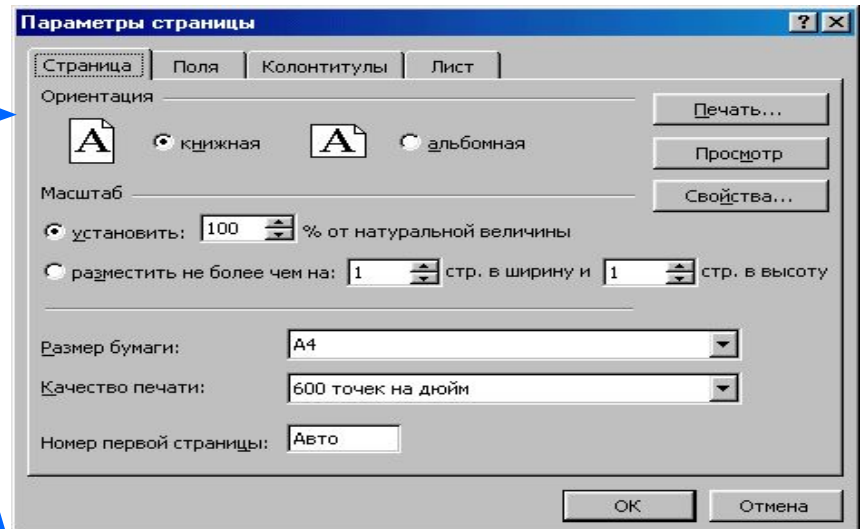 Параметры страницы
Страница Поля Колонтитулы Лист
Ориентация
Печать...
A книжная A альбомная
Просмотр
Масштаб
Свойства...
установить: 100 % от натуральной величины
разместить не более чем на: 1 стр. в ширину и 1 стр. в высоту
Размер бумаги: A4
Качество печати: 600 точек на дюйм
Номер первой страницы: Авто
OK Отмена